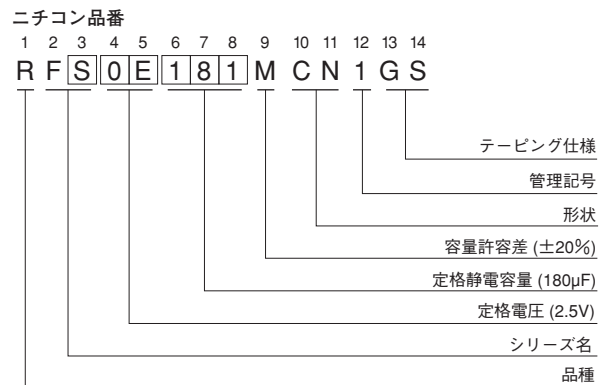 ニチコン品番
1 2 3 4 5 6 7 8 9 10 11 12 13 14
R F S 0 E 1 8 1 M C N 1 G S
テーピング仕様
管理記号
形状
容量許容差 (±20%)
定格静電容量 (180µF)
定格電圧 (2.5V)
シリーズ名
品種